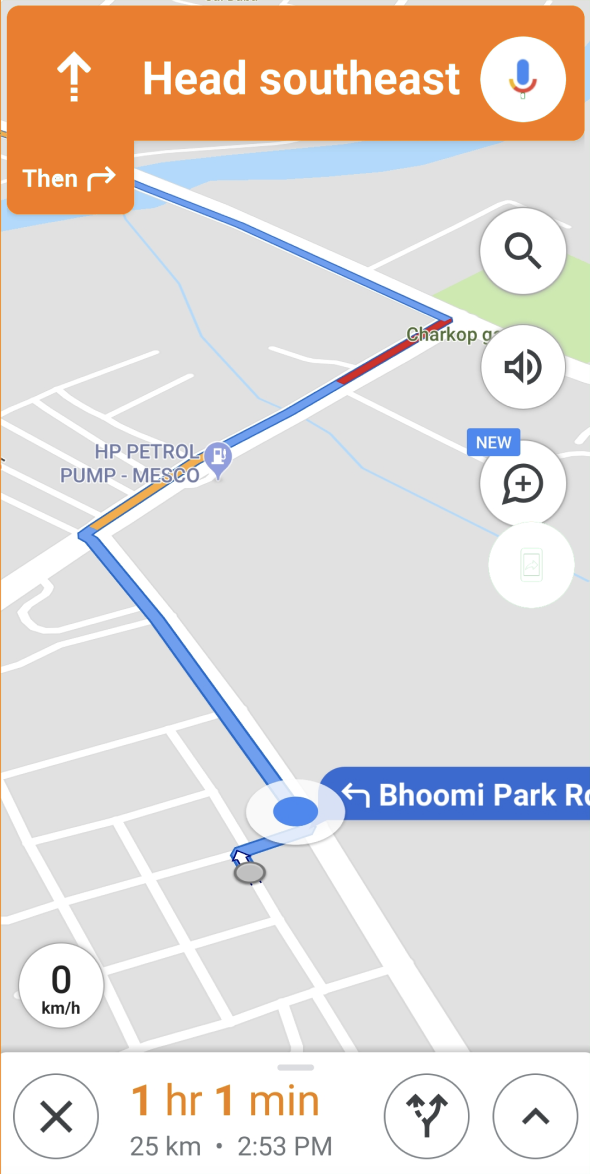 Head southeast
Then
Charkop ga
NEW
HP PETROL
PUMP - MESCO
Bhoomi Park Ro
0
km/h
1 hr 1 min
25 km • 2:53 PM